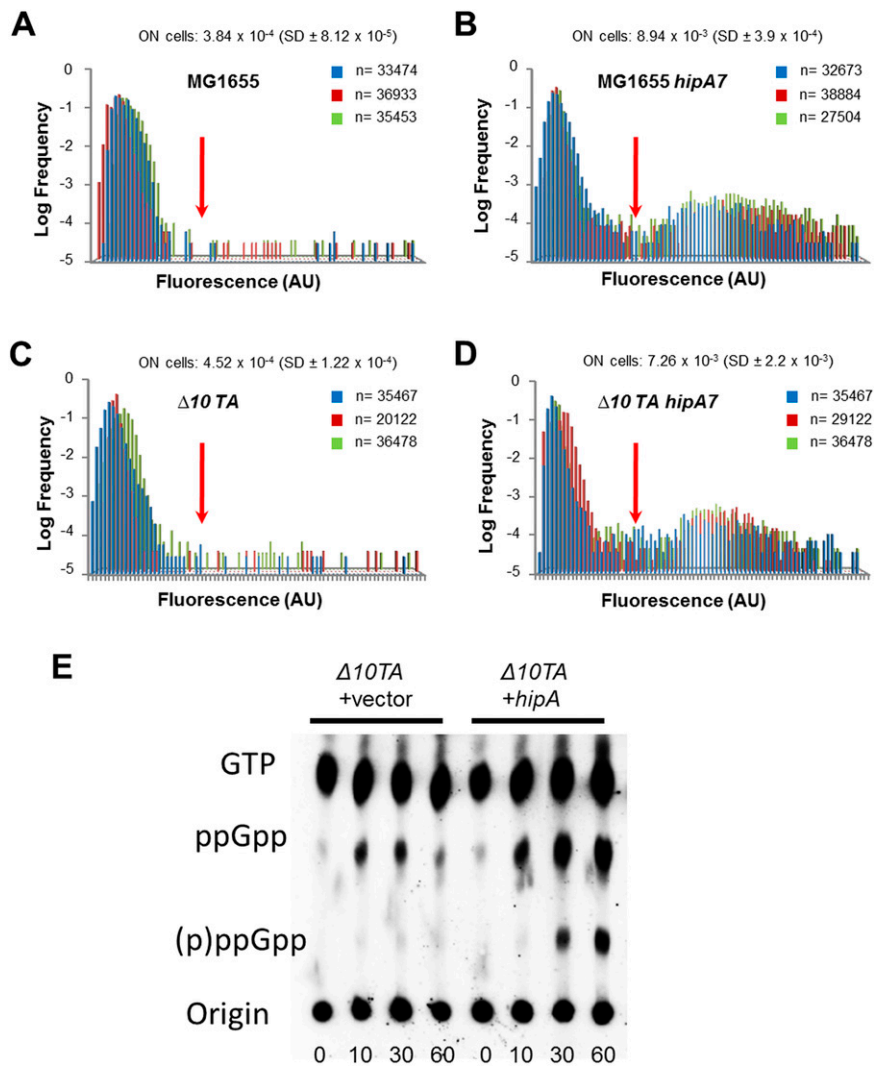 A
ON cells: 3.84 x 10⁻⁴ (SD ± 8.12 x 10⁻⁵)
MG1655
n= 33474
n= 36933
n= 35453
Log Frequency
0
-1
-2
-3
-4
-5
Fluorescence (AU)
B
ON cells: 8.94 x 10⁻³ (SD ± 3.9 x 10⁻⁴)
MG1655 hipA7
n= 32673
n= 38884
n= 27504
Log Frequency
0
-1
-2
-3
-4
-5
Fluorescence (AU)
C
ON cells: 4.52 x 10⁻⁴ (SD ± 1.22 x 10⁻⁴)
Δ10 TA
n= 35467
n= 20122
n= 36478
Log Frequency
0
-1
-2
-3
-4
-5
Fluorescence (AU)
D
ON cells: 7.26 x 10⁻³ (SD ± 2.2 x 10⁻³)
Δ10 TA hipA7
n= 35467
n= 29122
n= 36478
Log Frequency
0
-1
-2
-3
-4
-5
Fluorescence (AU)
E
Δ10TA
+vector
Δ10TA
+hipA
GTP
ppGpp
(p)ppGpp
Origin
0 10 30 60 0 10 30 60